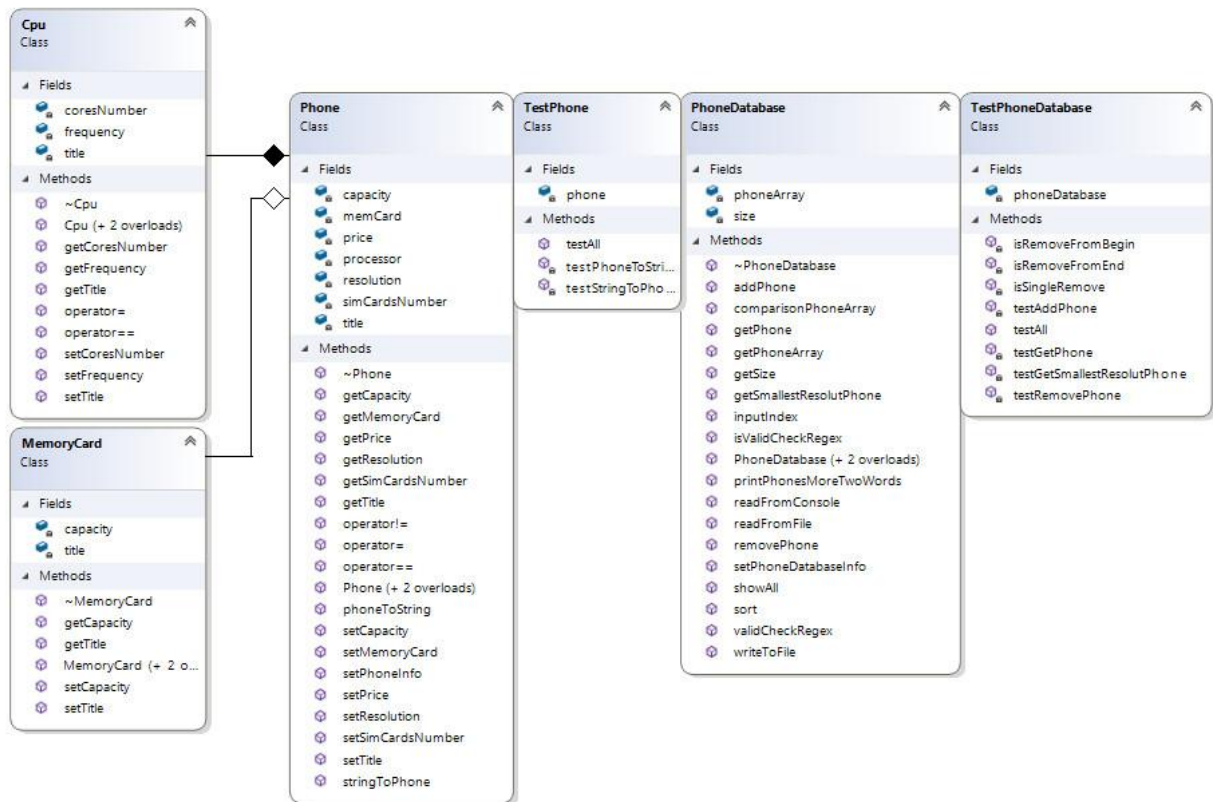 Cpu
Class
Fields
coresNumber
frequency
title
Methods
~Cpu
Cpu (+ 2 overloads)
getCoresNumber
getFrequency
getTitle
operator=
operator==
setCoresNumber
setFrequency
setTitle
MemoryCard
Class
Fields
capacity
title
Methods
~MemoryCard
getCapacity
getTitle
MemoryCard (+ 2 o...
setCapacity
setTitle
Phone
Class
Fields
capacity
memCard
price
processor
resolution
simCardsNumber
title
Methods
~Phone
getCapacity
getMemoryCard
getPrice
getResolution
getSimCardsNumber
getTitle
operator!=
operator=
operator==
Phone (+ 2 overloads)
phoneToString
setCapacity
setMemoryCard
setPhoneInfo
setPrice
setResolution
setSimCardsNumber
setTitle
stringToPhone
TestPhone
Class
Fields
phone
Methods
testAll
testPhoneToStri...
testStringToPho...
PhoneDatabase
Class
Fields
phoneArray
size
Methods
~PhoneDatabase
addPhone
comparisonPhoneArray
getPhone
getPhoneArray
getSize
getSmallestResolutPhone
inputIndex
isValidCheckRegex
PhoneDatabase (+ 2 overloads)
printPhonesMoreTwoWords
readFromConsole
readFromFile
removePhone
setPhoneDatabaseInfo
showAll
sort
validCheckRegex
writeToFile
TestPhoneDatabase
Class
Fields
phoneDatabase
Methods
isRemoveFromBegin
isRemoveFromEnd
isSingleRemove
testAddPhone
testAll
testGetPhone
testGetSmallestResolutPhone
testRemovePhone